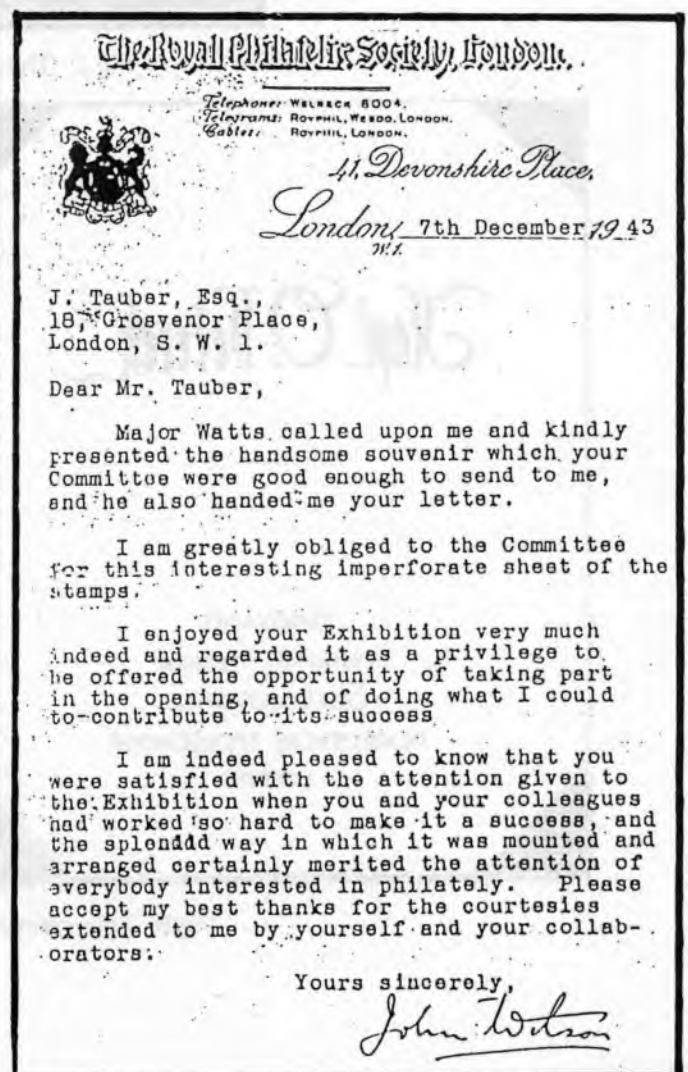 The Royal Philatelic Society, London.
Telephone: WELBECK 6004.
Telegrams: ROYPHIL, WESDO, LONDON.
Cables: ROYPHIL, LONDON.
41, Devonshire Place,
London, 7th December 1943
W.1.
J. Tauber, Esq.,
18, Grosvenor Place,
London, S. W. 1.
Dear Mr. Tauber,
Major Watts called upon me and kindly
presented the handsome souvenir which your
Committee were good enough to send to me,
and he also handed me your letter.
I am greatly obliged to the Committee
for this interesting imperforate sheet of the
stamps.
I enjoyed your Exhibition very much
indeed and regarded it as a privilege to
be offered the opportunity of taking part
in the opening, and of doing what I could
to contribute to its success
I am indeed pleased to know that you
were satisfied with the attention given to
the Exhibition when you and your colleagues
had worked so hard to make it a success, and
the splendid way in which it was mounted and
arranged certainly merited the attention of
everybody interested in philately. Please
accept my best thanks for the courtesies
extended to me by yourself and your collab-
orators.
Yours sincerely,
John Wilson